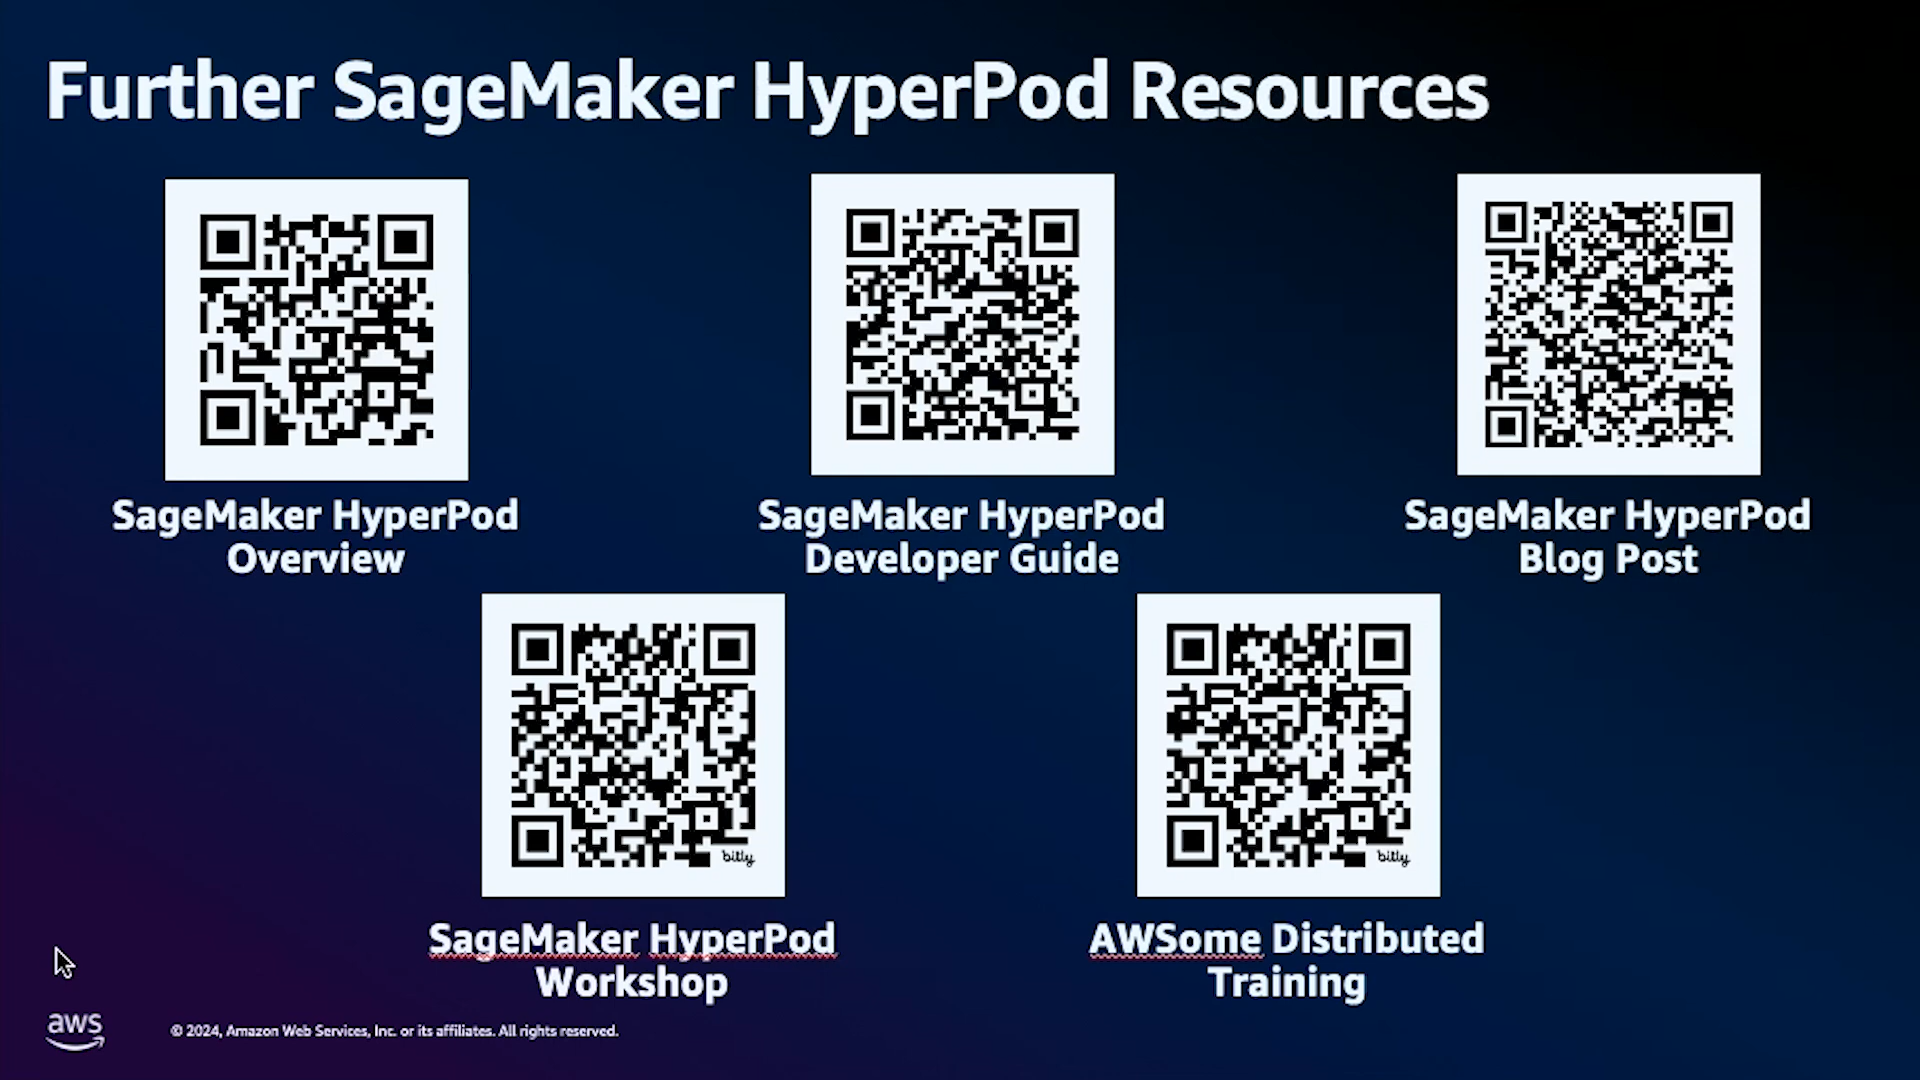 Further SageMaker HyperPod Resources
SageMaker HyperPod
Overview
SageMaker HyperPod
Developer Guide
SageMaker HyperPod
Blog Post
bitly
bitly
SageMaker HyperPod
Workshop
AWSome Distributed
Training
aws
© 2024, Amazon Web Services, Inc. or its affiliates. All rights reserved.